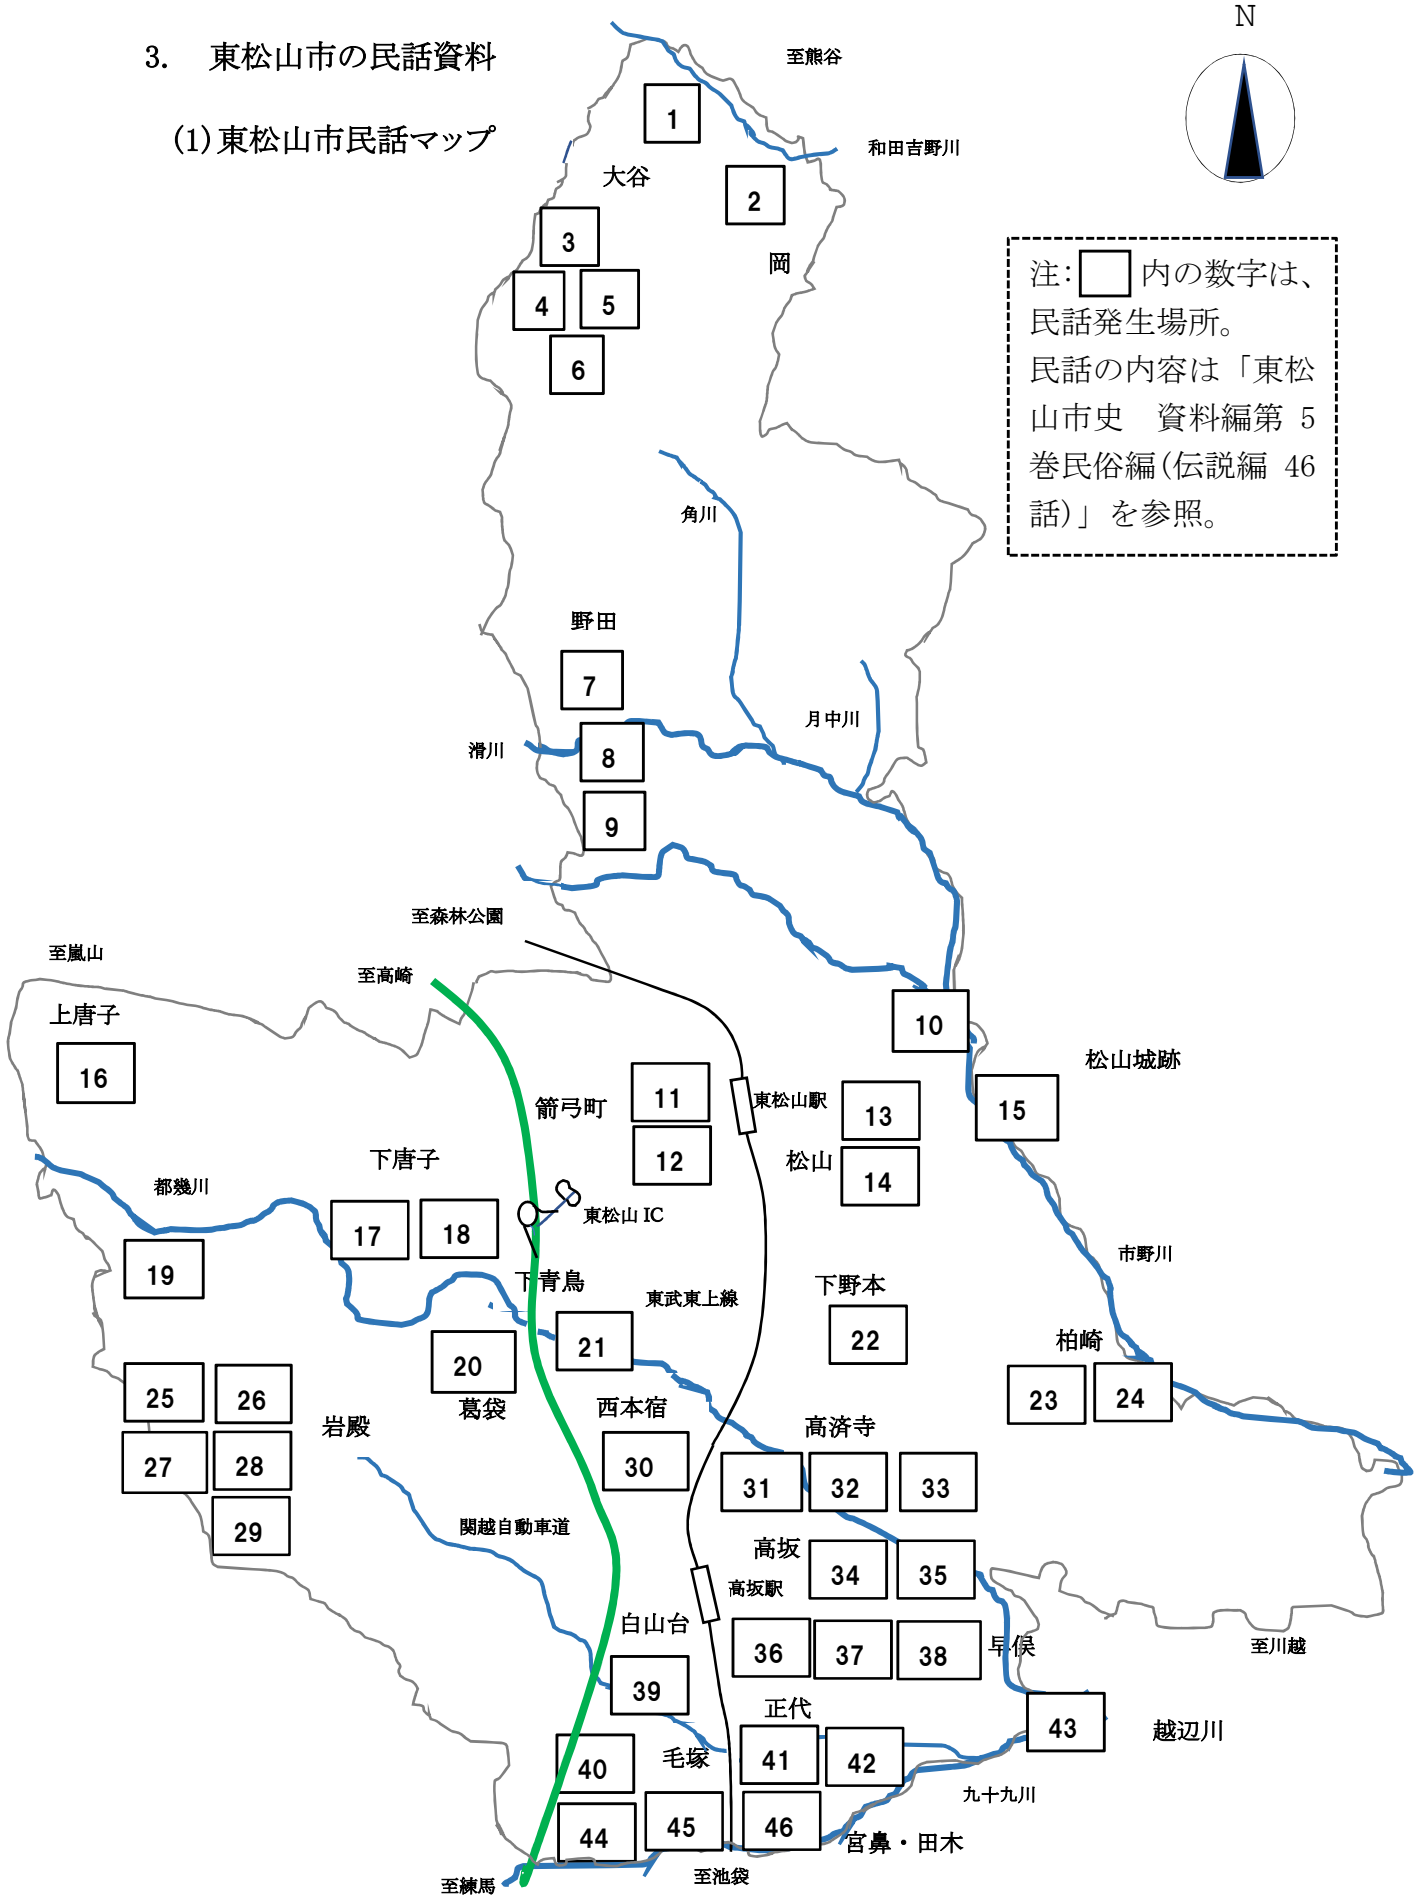 3.　東松山市の民話資料
(1)東松山市民話マップ
N
至熊谷
1
和田吉野川
大谷
2
3
岡
注：□ 内の数字は、
民話発生場所。
民話の内容は「東松
山市史　資料編第 5
巻民俗編(伝説編 46
話)」を参照。
4
5
6
角川
野田
7
月中川
滑川
8
9
至森林公園
至嵐山
至高崎
上唐子
10
16
松山城跡
11
箭弓町
東松山駅
13
15
12
下唐子
松山
14
都幾川
17
18
東松山 IC
市野川
19
下青鳥
下野本
東武東上線
21
22
柏崎
20
25
26
23
24
葛袋
西本宿
岩殿
高済寺
27
28
30
31
32
33
29
関越自動車道
高坂
34
35
高坂駅
白山台
36
37
38
早俣
至川越
39
正代
43
越辺川
40
毛塚
41
42
九十九川
44
45
46
宮鼻・田木
至池袋
至練馬